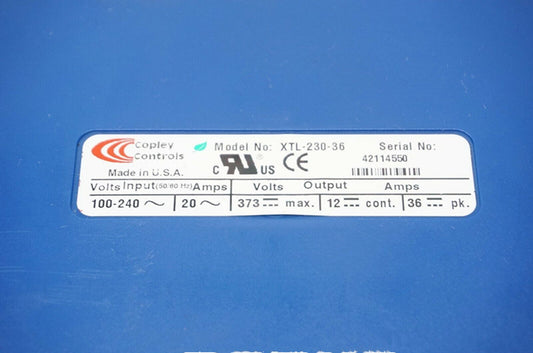 Copley Controls Model No: XTL-230-36 Serial No:
Made in U.S.A. C RU US CE 42114550
Volts Input (50/60 Hz) Amps Volts Output Amps
100-240 ~ 20 ~ 373 ⎓ max. 12 ⎓ cont. 36 ⎓ pk.